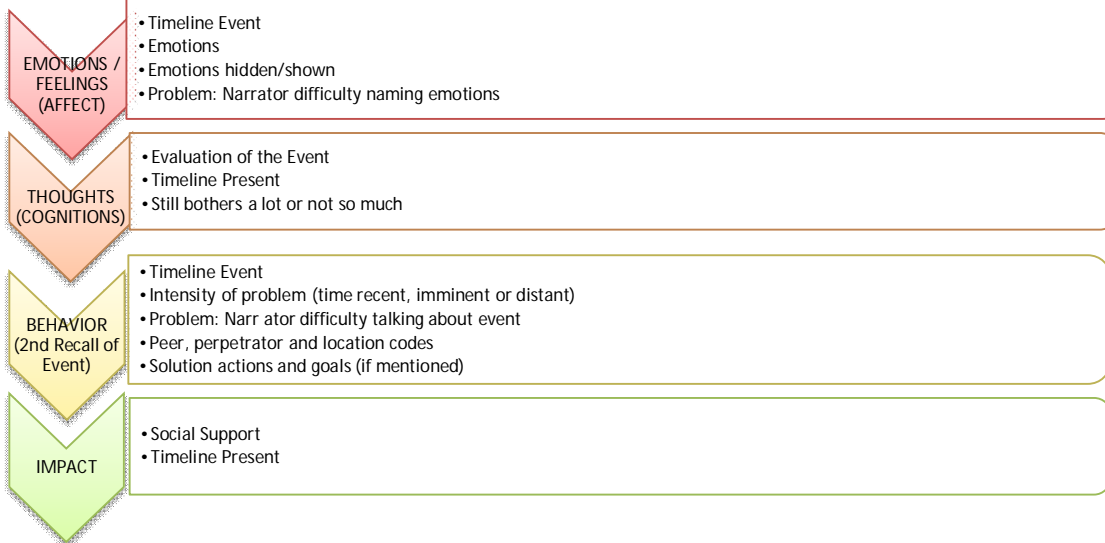 EMOTIONS /
FEELINGS
(AFFECT)
• Timeline Event
• Emotions
• Emotions hidden/shown
• Problem: Narrator difficulty naming emotions
THOUGHTS
(COGNITIONS)
• Evaluation of the Event
• Timeline Present
• Still bothers a lot or not so much
BEHAVIOR
(2nd Recall of
Event)
• Timeline Event
• Intensity of problem (time recent, imminent or distant)
• Problem: Narr ator difficulty talking about event
• Peer, perpetrator and location codes
• Solution actions and goals (if mentioned)
IMPACT
• Social Support
• Timeline Present